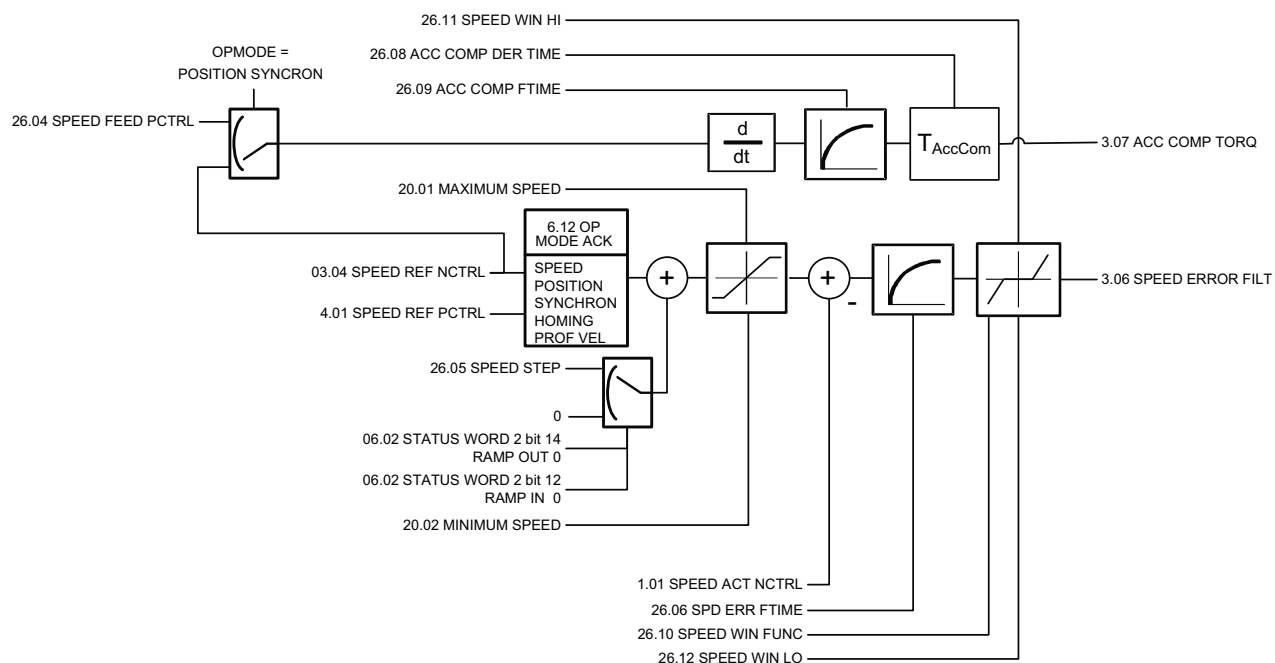 26.11 SPEED WIN HI
OPMODE =
POSITION SYNCRON
26.08 ACC COMP DER TIME
26.09 ACC COMP FTIME
26.04 SPEED FEED PCTRL
d
dt
TAccCom
3.07 ACC COMP TORQ
20.01 MAXIMUM SPEED
6.12 OP
MODE ACK
03.04 SPEED REF NCTRL
4.01 SPEED REF PCTRL
SPEED
POSITION
SYNCHRON
HOMING
PROF VEL
+
+
-
3.06 SPEED ERROR FILT
26.05 SPEED STEP
0
06.02 STATUS WORD 2 bit 14
RAMP OUT 0
06.02 STATUS WORD 2 bit 12
RAMP IN 0
20.02 MINIMUM SPEED
1.01 SPEED ACT NCTRL
26.06 SPD ERR FTIME
26.10 SPEED WIN FUNC
26.12 SPEED WIN LO